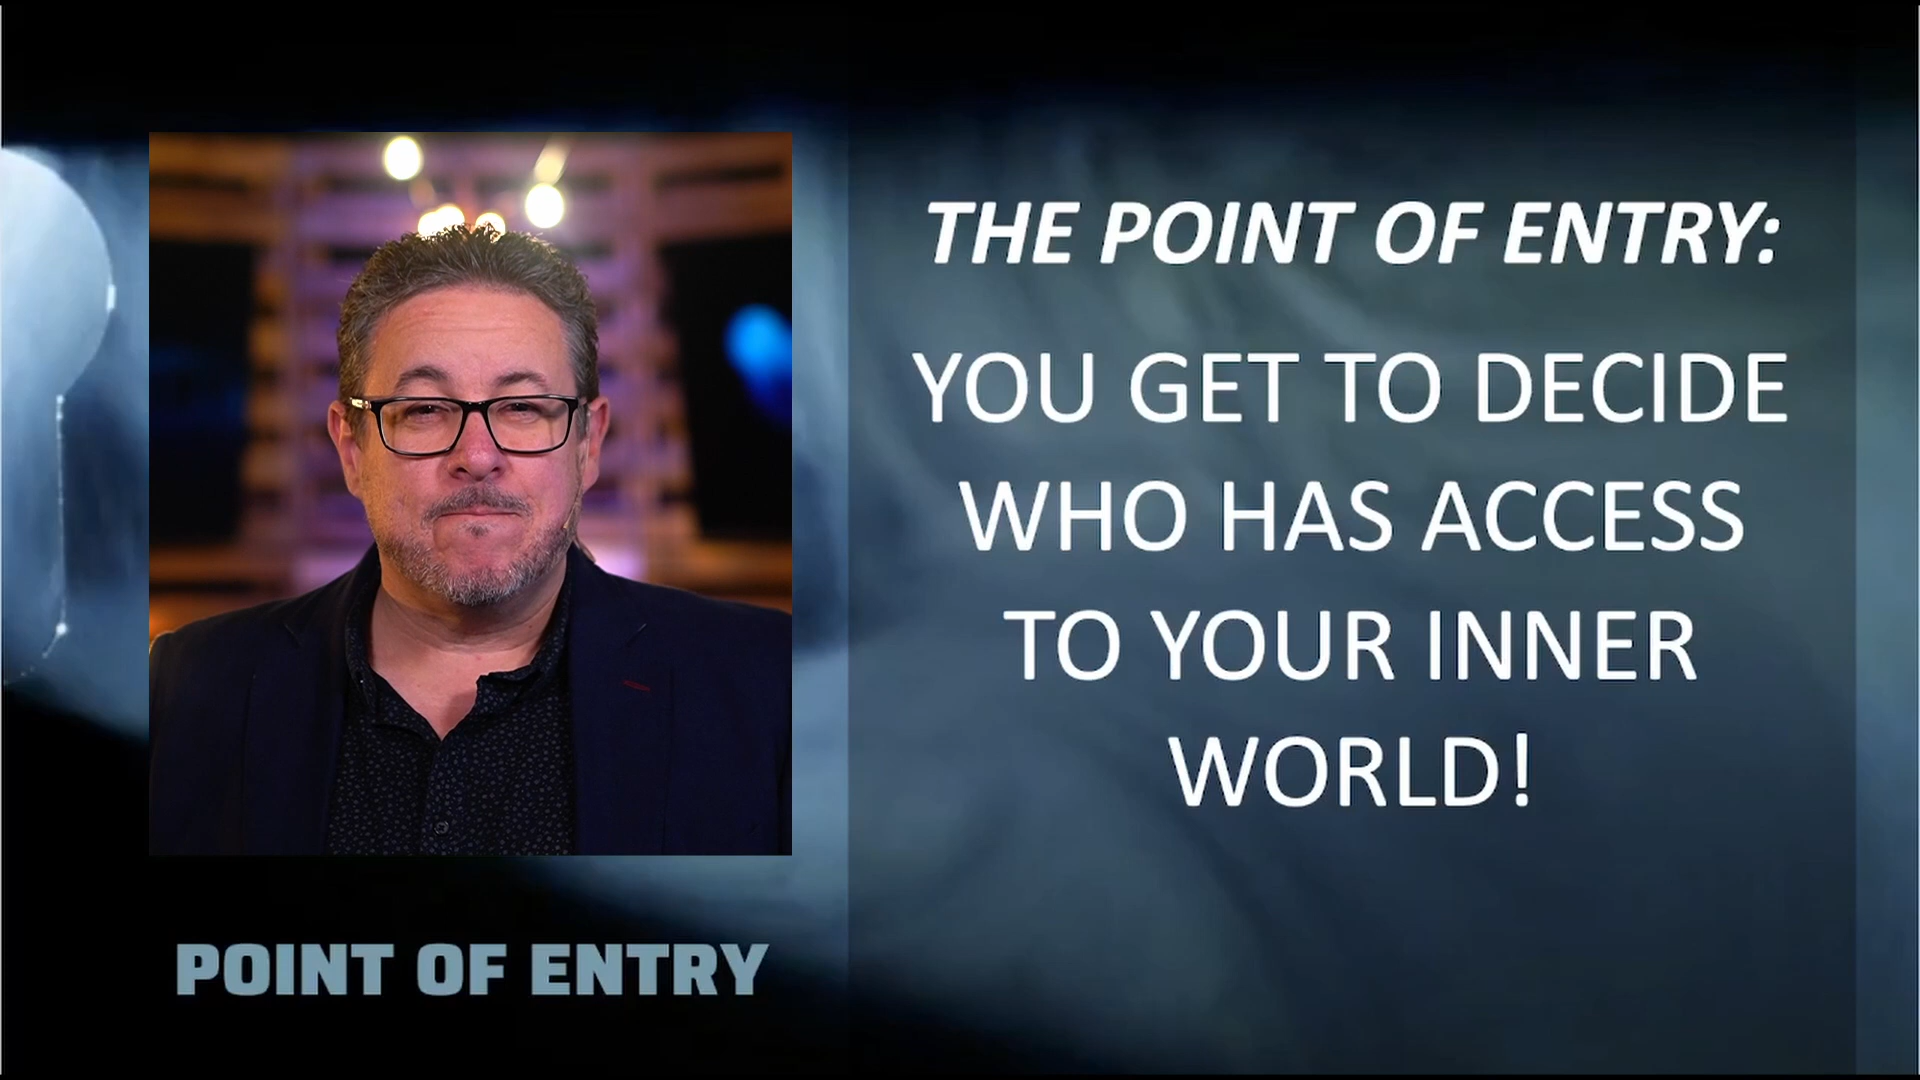 THE POINT OF ENTRY:
YOU GET TO DECIDE
WHO HAS ACCESS
TO YOUR INNER
WORLD!
POINT OF ENTRY